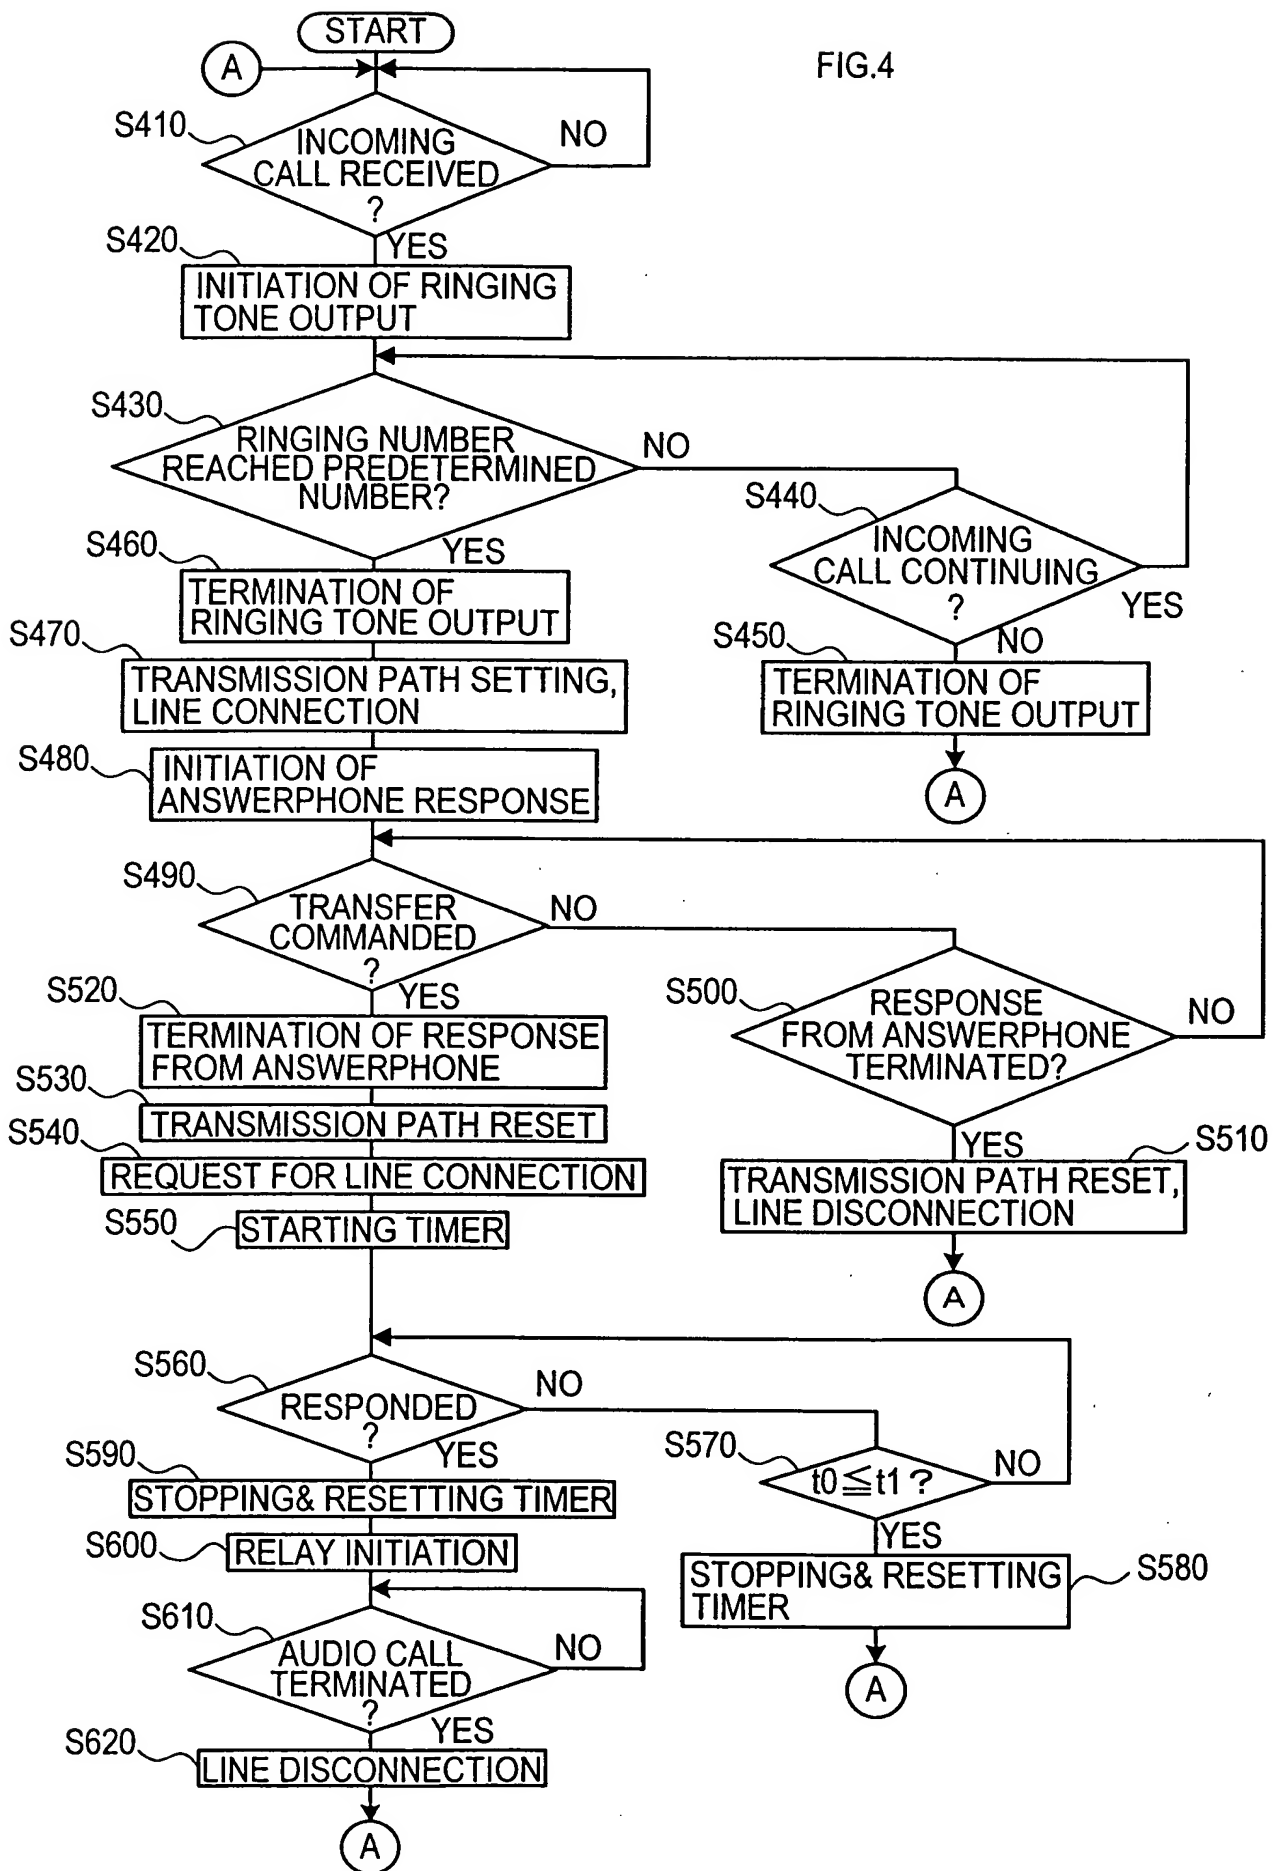 START
A
FIG.4
S410
INCOMING
CALL RECEIVED
?
NO
YES
S420
INITIATION OF RINGING
TONE OUTPUT
S430
RINGING NUMBER
REACHED PREDETERMINED
NUMBER?
NO
YES
S440
INCOMING
CALL CONTINUING
?
YES
NO
S450
TERMINATION OF
RINGING TONE OUTPUT
A
S460
TERMINATION OF
RINGING TONE OUTPUT
S470
TRANSMISSION PATH SETTING,
LINE CONNECTION
S480
INITIATION OF
ANSWERPHONE RESPONSE
S490
TRANSFER
COMMANDED
?
NO
YES
S500
RESPONSE
FROM ANSWERPHONE
TERMINATED?
NO
YES
S510
TRANSMISSION PATH RESET,
LINE DISCONNECTION
A
S520
TERMINATION OF RESPONSE
FROM ANSWERPHONE
S530
TRANSMISSION PATH RESET
S540
REQUEST FOR LINE CONNECTION
S550
STARTING TIMER
S560
RESPONDED
?
NO
YES
S570
t0≦t1 ?
NO
YES
S580
STOPPING& RESETTING
TIMER
A
S590
STOPPING& RESETTING TIMER
S600
RELAY INITIATION
S610
AUDIO CALL
TERMINATED
?
NO
YES
S620
LINE DISCONNECTION
A